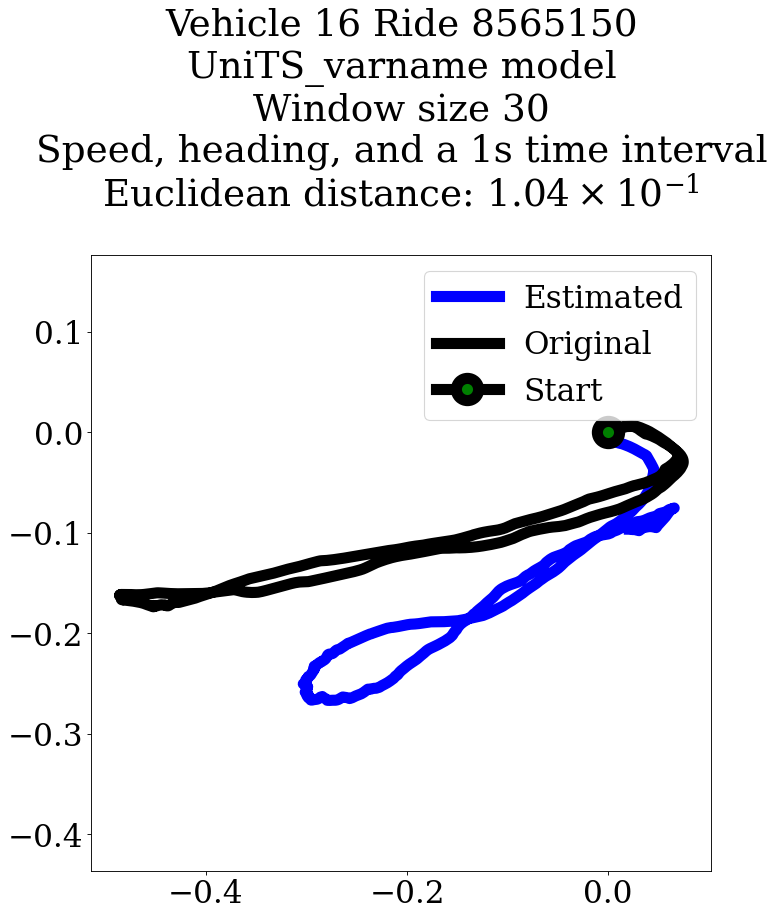 Vehicle 16 Ride 8565150
UniTS_varname model
Window size 30
Speed, heading, and a 1s time interval
Euclidean distance: 1.04 × 10⁻¹
Estimated
Original
Start
0.1
0.0
−0.1
−0.2
−0.3
−0.4
−0.4
−0.2
0.0